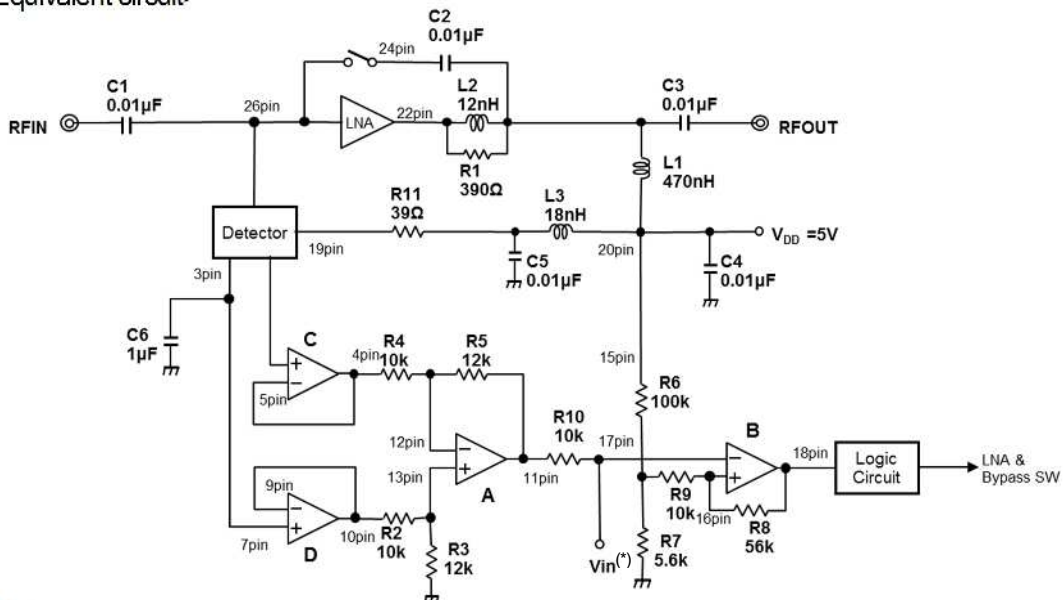 Equivalent circuit
C2
0.01µF
24pin
C1
0.01µF
L2
12nH
C3
0.01µF
26pin
22pin
RFIN
LNA
RFOUT
R1
390Ω
L1
470nH
R11
39Ω
L3
18nH
Detector
19pin
20pin
V_DD =5V
C5
0.01µF
C4
0.01µF
3pin
C6
1µF
C
4pin
R4
10k
R5
12k
15pin
5pin
R6
100k
R10
10k
B
12pin
17pin
13pin
18pin
Logic
Circuit
LNA &
Bypass SW
11pin
A
9pin
R9
10k
16pin
R8
56k
7pin
D
10pin
R2
10k
R3
12k
Vin(*)
R7
5.6k